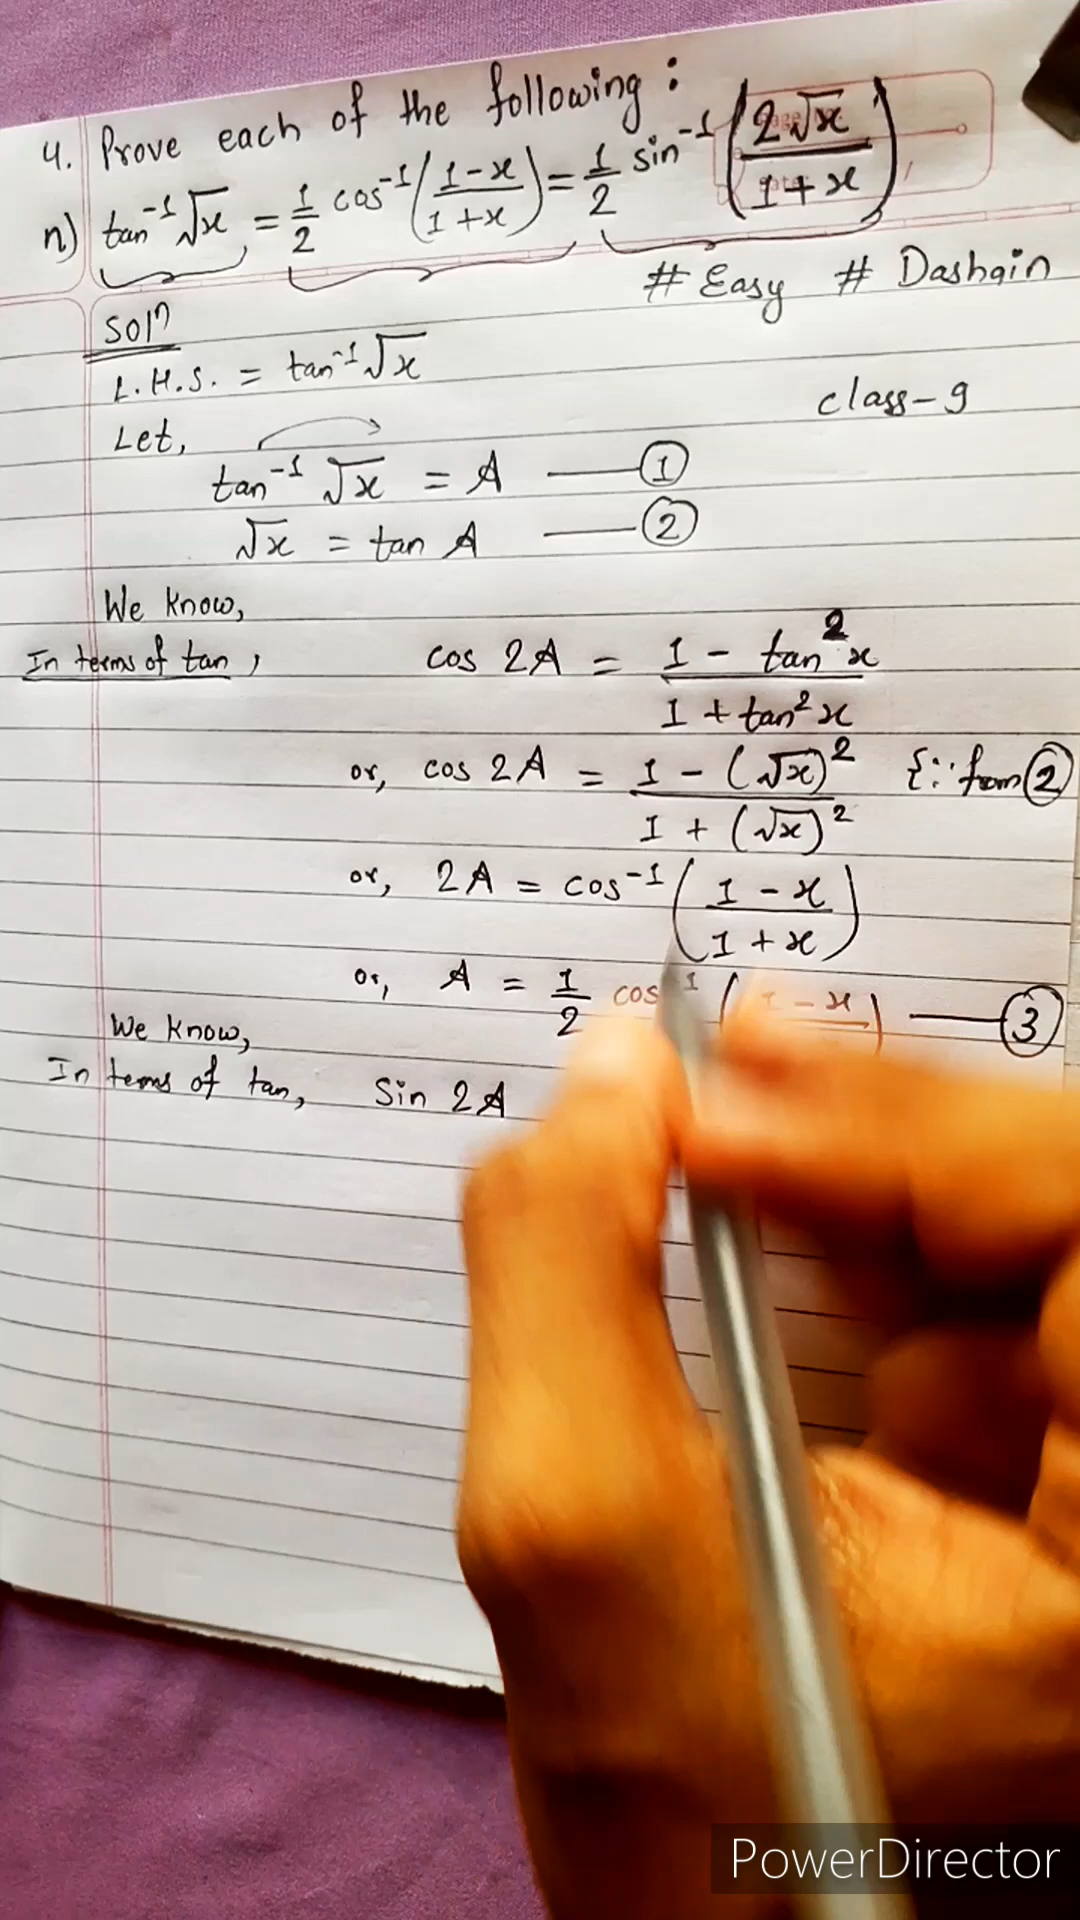 4. Prove each of the following :
n) tan⁻¹√x = 1/2 cos⁻¹(1-x/1+x) = 1/2 sin⁻¹(2√x/1+x)
# Easy # Dashain
Solⁿ
L.H.S. = tan⁻¹√x
class-9
Let,
tan⁻¹ √x = A —— ①
√x = tan A —— ②
We know,
In terms of tan, cos 2A = 1 - tan²x / 1 + tan²x
or, cos 2A = 1 - (√x)² / 1 + (√x)² {∵ from ②
or, 2A = cos⁻¹(1-x/1+x)
or, A = 1/2 cos⁻¹(1-x) —— ③
We know,
In terms of tan, Sin 2A
PowerDirector